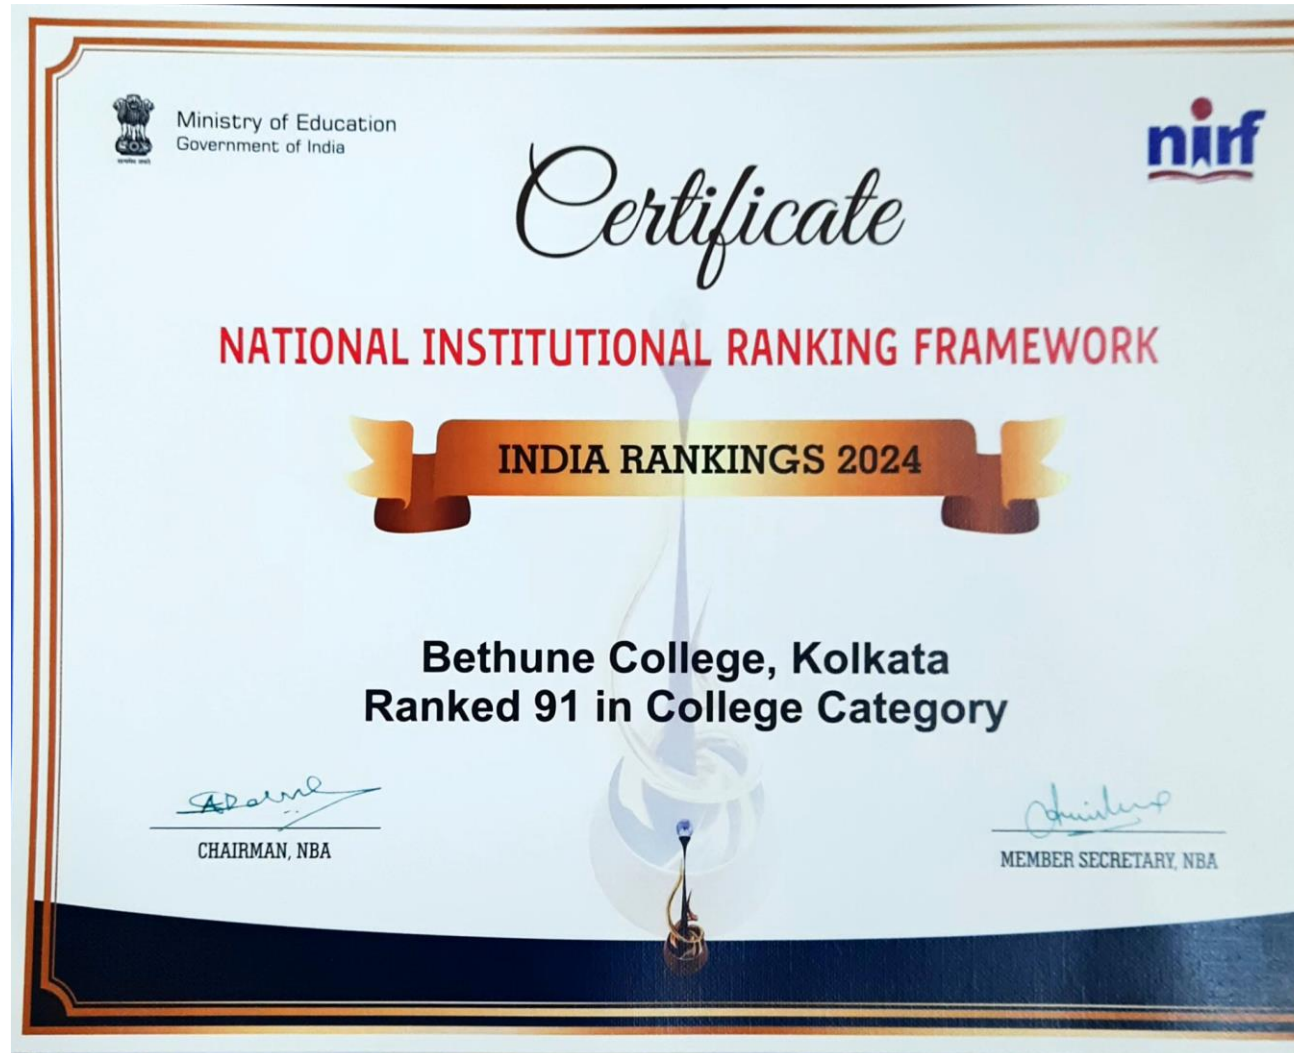 Ministry of Education
Government of India
nirf
Certificate
NATIONAL INSTITUTIONAL RANKING FRAMEWORK
INDIA RANKINGS 2024
Bethune College, Kolkata
Ranked 91 in College Category
CHAIRMAN, NBA
MEMBER SECRETARY, NBA